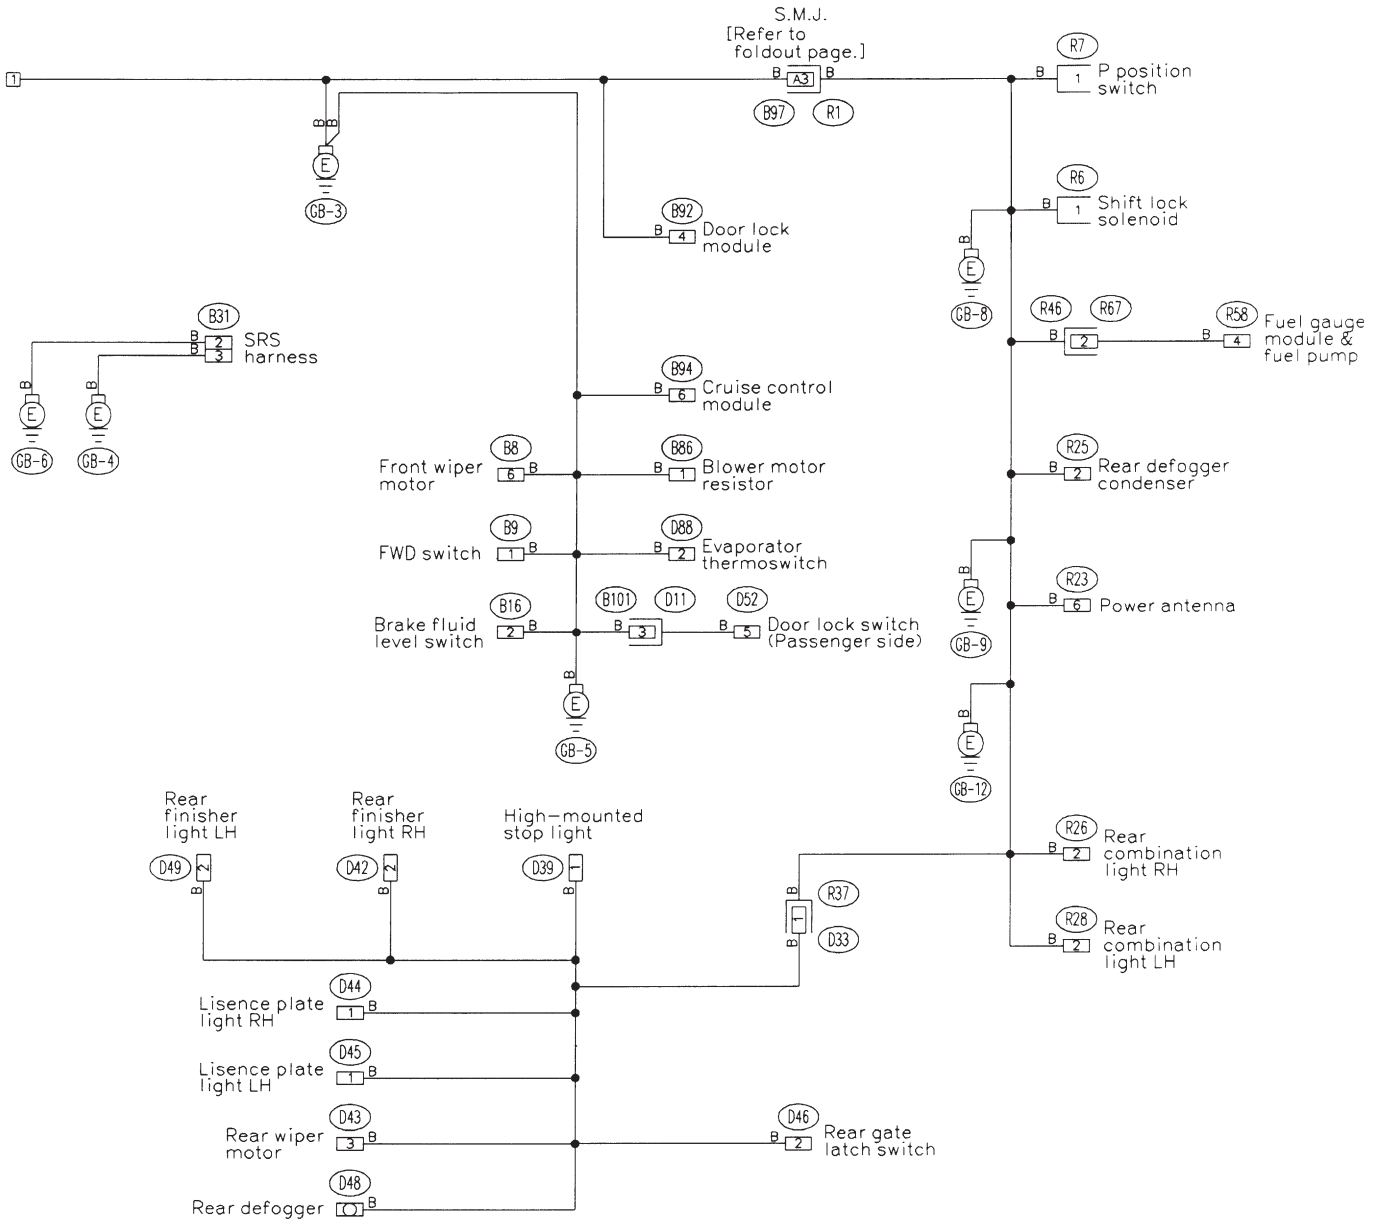 S.M.J.
[Refer to
foldout page.]
1
B
A3
B
B97
R1
R7
B
1
P position
switch
B
B
E
GB-3
R6
B
1
Shift lock
solenoid
B92
B
4
Door lock
module
B
E
GB-8
B31
B
2
B
3
SRS
harness
B
E
GB-6
B
E
GB-4
R46
R67
B
2
B
R58
4
Fuel gauge
module &
fuel pump
B94
B
6
Cruise control
module
Front wiper
motor
B8
6
B
B86
B
1
Blower motor
resistor
R25
B
2
Rear defogger
condenser
FWD switch
B9
1
B
D88
B
2
Evaporator
thermoswitch
B
E
GB-9
R23
B
6
Power antenna
Brake fluid
level switch
B16
2
B
B101
D11
B
3
B
D52
5
Door lock switch
(Passenger side)
B
E
GB-5
B
E
GB-12
Rear
finisher
light LH
D49
2
B
Rear
finisher
light RH
D42
2
B
High-mounted
stop light
D39
1
B
B
R37
1
D33
B
R26
B
2
Rear
combination
light RH
R28
B
2
Rear
combination
light LH
Lisence plate
light RH
D44
1
B
Lisence plate
light LH
D45
1
B
Rear wiper
motor
D43
3
B
D46
B
2
Rear gate
latch switch
Rear defogger
D48
B